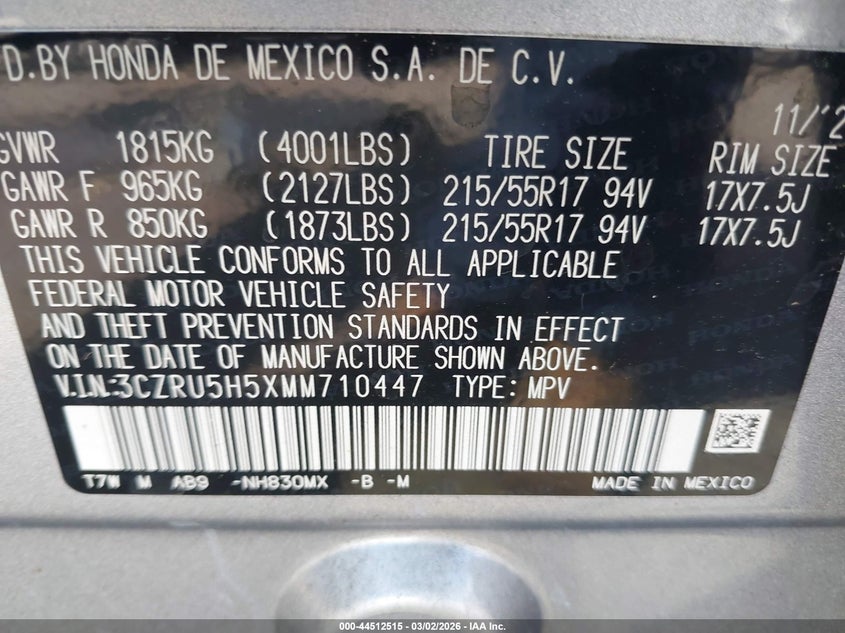 D.BY HONDA DE MEXICO S.A. DE C.V.
11/'2
GVWR 1815KG (4001LBS) TIRE SIZE RIM SIZE
GAWR F 965KG (2127LBS) 215/55R17 94V 17X7.5J
GAWR R 850KG (1873LBS) 215/55R17 94V 17X7.5J
THIS VEHICLE CONFORMS TO ALL APPLICABLE
FEDERAL MOTOR VEHICLE SAFETY
AND THEFT PREVENTION STANDARDS IN EFFECT
ON THE DATE OF MANUFACTURE SHOWN ABOVE.
V.I.N.:3CZRU5H5XMM710447 TYPE: MPV
T7W M AB9 -NH830MX -B -M MADE IN MEXICO
000-44512515 - 03/02/2026 - IAA Inc.